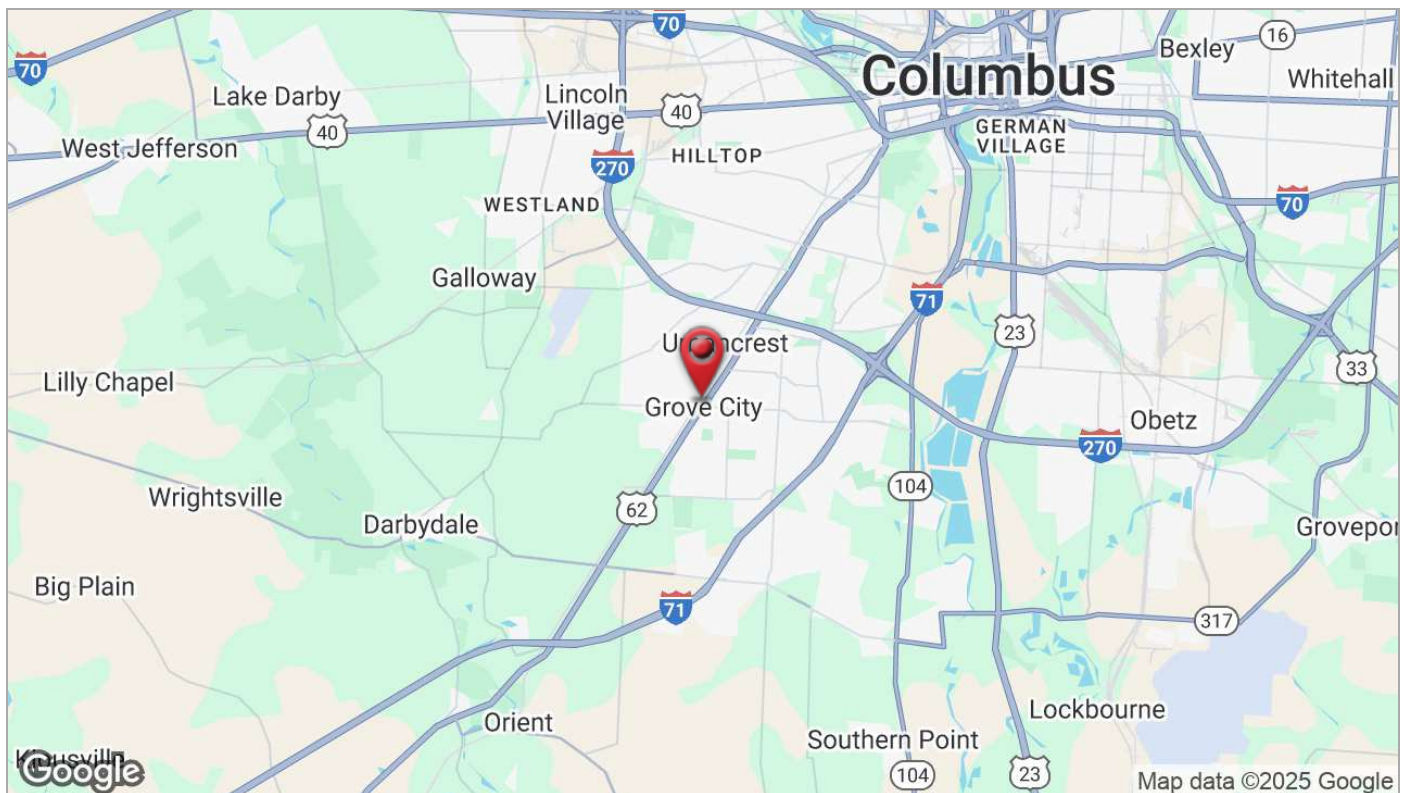 70
16
Bexley
70
Columbus
Whitehall
Lake Darby
Lincoln
Village
40
40
GERMAN
VILLAGE
West Jefferson
HILLTOP
270
WESTLAND
70
Galloway
71
23
33
Lilly Chapel
Grove City
Obetz
270
104
Wrightsville
62
Darbydale
Big Plain
71
317
Lockbourne
Orient
Southern Point
104
23
Google
Map data ©2025 Google